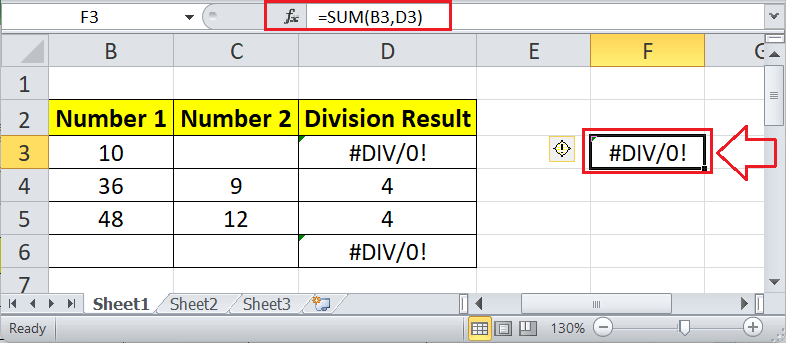 F3 fx =SUM(B3,D3)
B C D E F G
1
2 Number 1 Number 2 Division Result
3 10 #DIV/0! #DIV/0!
4 36 9 4
5 48 12 4
6 #DIV/0!
7
Sheet1 Sheet2 Sheet3
Ready 130%